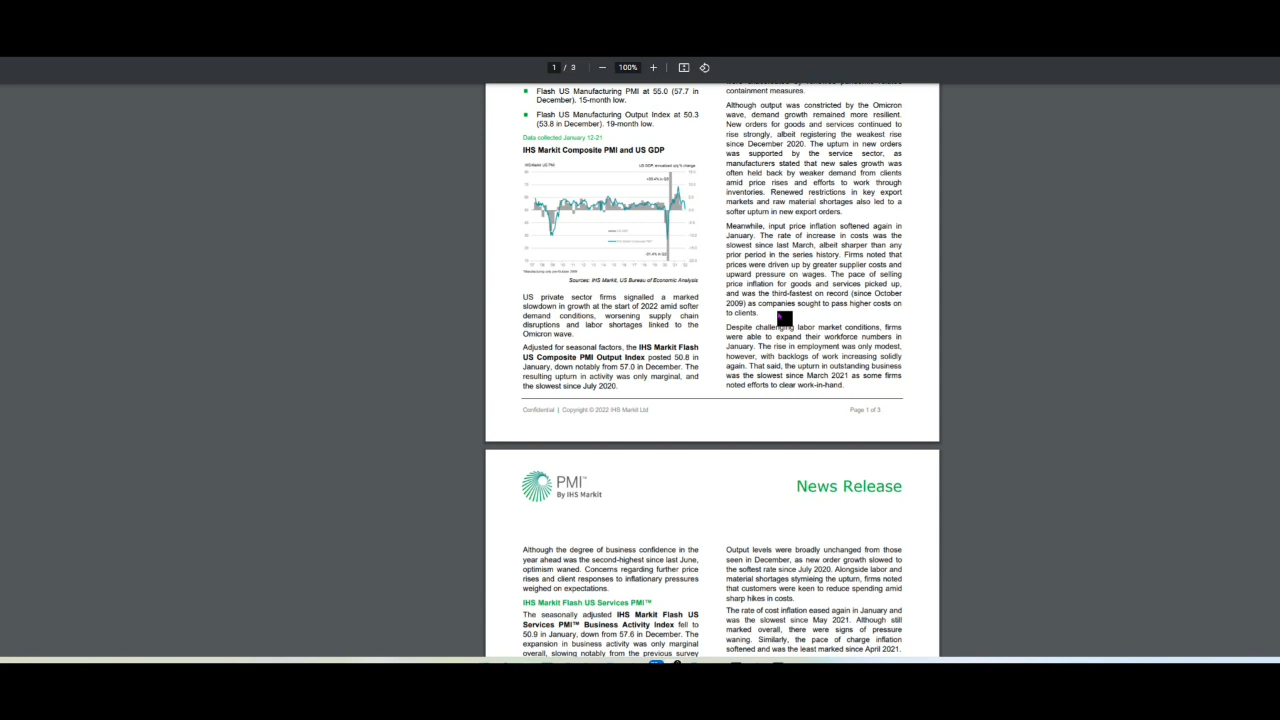 1 / 3
100%
Flash US Manufacturing PMI at 55.0 (57.7 in
December). 15-month low.
Flash US Manufacturing Output Index at 50.3
(53.8 in December). 19-month low.
Data collected January 12-21
IHS Markit Composite PMI and US GDP
Sources: IHS Markit, US Bureau of Economic Analysis
US private sector firms signalled a marked
slowdown in growth at the start of 2022 amid softer
demand conditions, worsening supply chain
disruptions and labor shortages linked to the
Omicron wave.
Adjusted for seasonal factors, the IHS Markit Flash
US Composite PMI Output Index posted 50.8 in
January, down notably from 57.0 in December. The
resulting upturn in activity was only marginal, and
the slowest since July 2020.
containment measures.
Although output was constricted by the Omicron
wave, demand growth remained more resilient.
New orders for goods and services continued to
rise strongly, albeit registering the weakest rise
since December 2020. The upturn in new orders
was supported by the service sector, as
manufacturers stated that new sales growth was
often held back by weaker demand from clients
amid price rises and efforts to work through
inventories. Renewed restrictions in key export
markets and raw material shortages also led to a
softer upturn in new export orders.
Meanwhile, input price inflation softened again in
January. The rate of increase in costs was the
slowest since last March, albeit sharper than any
prior period in the series history. Firms noted that
prices were driven up by greater supplier costs and
upward pressure on wages. The pace of selling
price inflation for goods and services picked up,
and was the third-fastest on record (since October
2009) as companies sought to pass higher costs on
to clients.
Despite challenging labor market conditions, firms
were able to expand their workforce numbers in
January. The rise in employment was only modest,
however, with backlogs of work increasing solidly
again. That said, the upturn in outstanding business
was the slowest since March 2021 as some firms
noted efforts to clear work-in-hand.
Confidential | Copyright © 2022 IHS Markit Ltd
Page 1 of 3
PMI™
By IHS Markit
News Release
Although the degree of business confidence in the
year ahead was the second-highest since last June,
optimism waned. Concerns regarding further price
rises and client responses to inflationary pressures
weighed on expectations.
IHS Markit Flash US Services PMI™
The seasonally adjusted IHS Markit Flash US
Services PMI™ Business Activity Index fell to
50.9 in January, down from 57.6 in December. The
expansion in business activity was only marginal
overall, slowing notably from the previous survey
Output levels were broadly unchanged from those
seen in December, as new order growth slowed to
the softest rate since July 2020. Alongside labor and
material shortages stymieing the upturn, firms noted
that customers were keen to reduce spending amid
sharp hikes in costs.
The rate of cost inflation eased again in January and
was the slowest since May 2021. Although still
marked overall, there were signs of pressure
waning. Similarly, the pace of charge inflation
softened and was the least marked since April 2021.